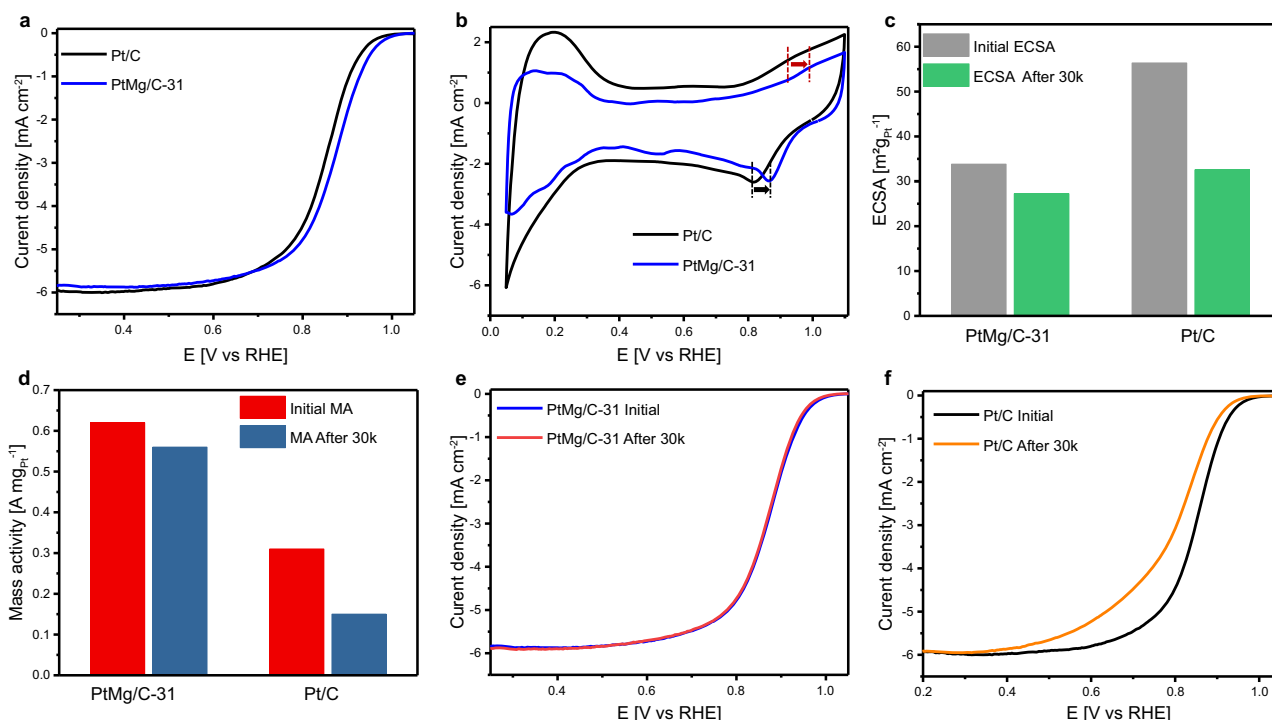 a
0
-1
-2
-3
-4
-5
-6
0.4
0.6
0.8
1.0
Pt/C
PtMg/C-31
Curent density [mA cm⁻²]
E [V vs RHE]
b
2
0
-2
-4
-6
0.0
0.2
0.4
0.6
0.8
1.0
Pt/C
PtMg/C-31
Curent density [mA cm⁻²]
E [V vs RHE]
c
60
50
40
30
20
10
0
Initial ECSA
ECSA After 30k
ECSA [m²gPt⁻¹]
PtMg/C-31
Pt/C
d
0.7
0.6
0.5
0.4
0.3
0.2
0.1
0.0
Initial MA
MA After 30k
Mass activity [A mgPt⁻¹]
PtMg/C-31
Pt/C
e
0
-1
-2
-3
-4
-5
-6
0.4
0.6
0.8
1.0
PtMg/C-31 Initial
PtMg/C-31 After 30k
Curent density [mA cm⁻²]
E [V vs RHE]
f
0
-1
-2
-3
-4
-5
-6
0.2
0.4
0.6
0.8
1.0
Pt/C Initial
Pt/C After 30k
Curent density [mA cm⁻²]
E [V vs RHE]